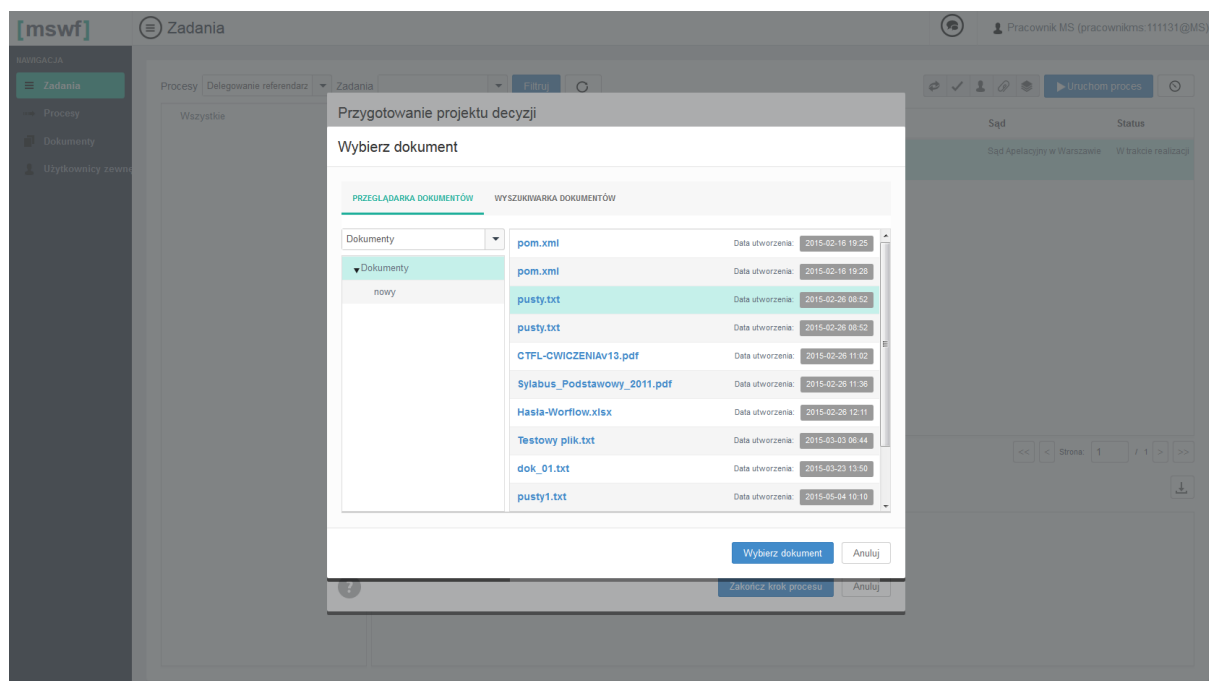 [mswf]
Zadania
Pracownik MS (pracownikms:111131@MS)
NAWIGACJA
Zadania
Procesy
Dokumenty
Użytkownicy zewnę
Procesy Delegowanie referendarz Zadania Filtruj
Uruchom proces
Wszystkie
Sąd Status
Sąd Apelacyjny w Warszawie W trakcie realizacji
Przygotowanie projektu decyzji
Wybierz dokument
PRZEGLĄDARKA DOKUMENTÓW WYSZUKIWARKA DOKUMENTÓW
Dokumenty
Dokumenty
nowy
pom.xml Data utworzenia: 2015-02-16 19:25
pom.xml Data utworzenia: 2015-02-16 19:28
pusty.txt Data utworzenia: 2015-02-26 08:52
pusty.txt Data utworzenia: 2015-02-26 08:52
CTFL-CWICZENIAv13.pdf Data utworzenia: 2015-02-26 11:02
Sylabus_Podstawowy_2011.pdf Data utworzenia: 2015-02-26 11:36
Hasła-Worflow.xlsx Data utworzenia: 2015-02-26 12:11
Testowy plik.txt Data utworzenia: 2015-03-03 06:44
dok_01.txt Data utworzenia: 2015-03-23 13:50
pusty1.txt Data utworzenia: 2015-05-04 10:10
<< < Strona: 1 / 1 > >>
Wybierz dokument Anuluj
? Zakończ krok procesu Anuluj